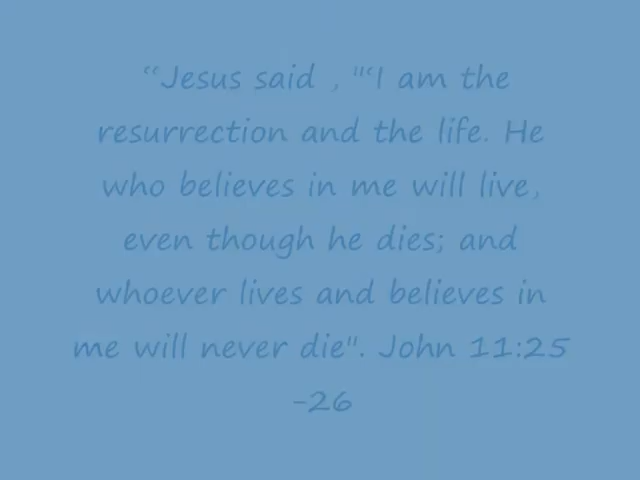 “Jesus said , "“I am the
resurrection and the life. He
who believes in me will live,
even though he dies; and
whoever lives and believes in
me will never die". John 11:25
-26